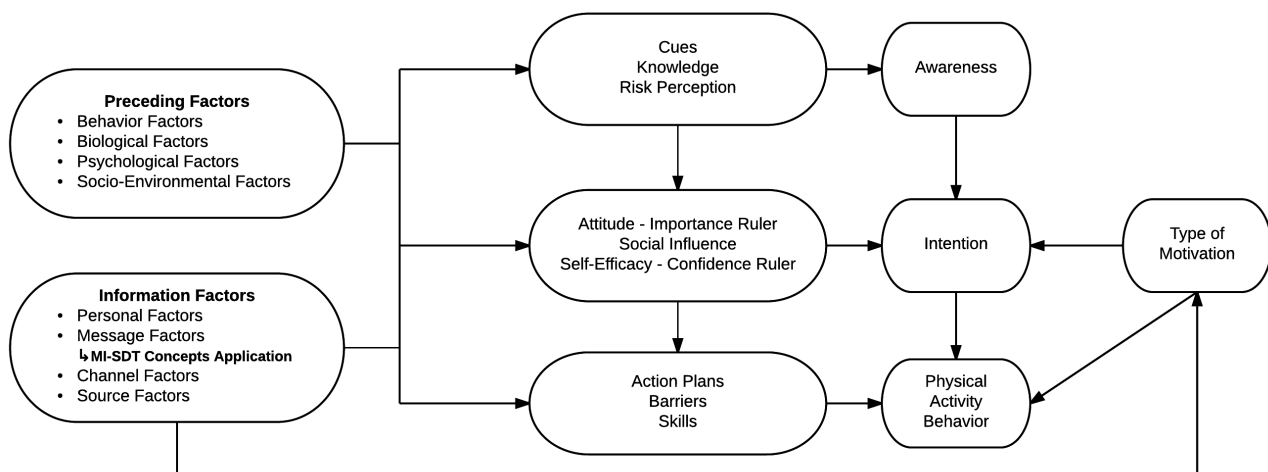 Preceding Factors
• Behavior Factors
• Biological Factors
• Psychological Factors
• Socio-Environmental Factors
Information Factors
• Personal Factors
• Message Factors
↳MI-SDT Concepts Application
• Channel Factors
• Source Factors
Cues
Knowledge
Risk Perception
Awareness
Attitude - Importance Ruler
Social Influence
Self-Efficacy - Confidence Ruler
Intention
Type of
Motivation
Action Plans
Barriers
Skills
Physical
Activity
Behavior